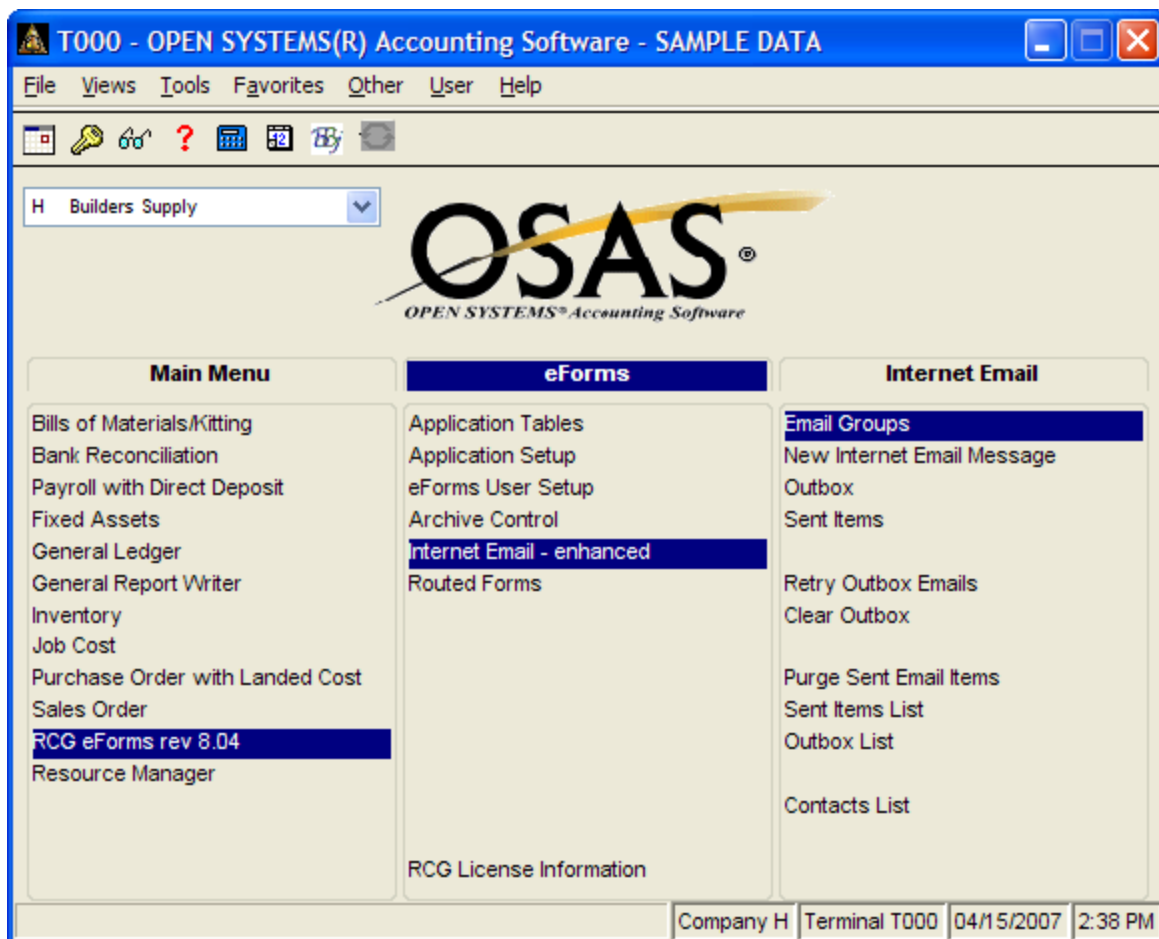 T000 - OPEN SYSTEMS(R) Accounting Software - SAMPLE DATA
File Views Tools Favorites Other User Help
12
H Builders Supply
OSAS®
OPEN SYSTEMS® Accounting Software
Main Menu
Bills of Materials/Kitting
Bank Reconciliation
Payroll with Direct Deposit
Fixed Assets
General Ledger
General Report Writer
Inventory
Job Cost
Purchase Order with Landed Cost
Sales Order
RCG eForms rev 8.04
Resource Manager
eForms
Application Tables
Application Setup
eForms User Setup
Archive Control
Internet Email - enhanced
Routed Forms
RCG License Information
Internet Email
Email Groups
New Internet Email Message
Outbox
Sent Items
Retry Outbox Emails
Clear Outbox
Purge Sent Email Items
Sent Items List
Outbox List
Contacts List
Company H Terminal T000 04/15/2007 2:38 PM